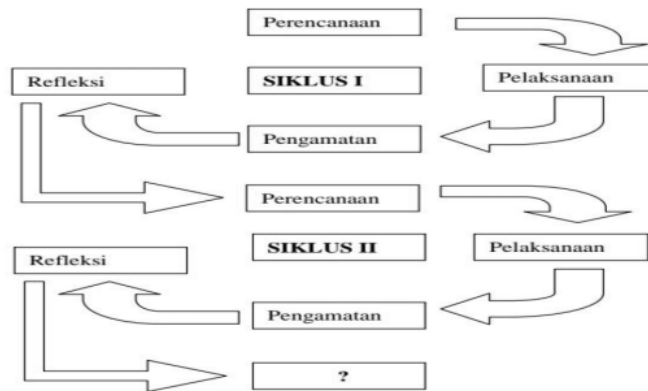 Perencanaan
Refleksi
SIKLUS I
Pelaksanaan
Pengamatan
Perencanaan
Refleksi
SIKLUS II
Pelaksanaan
Pengamatan
?